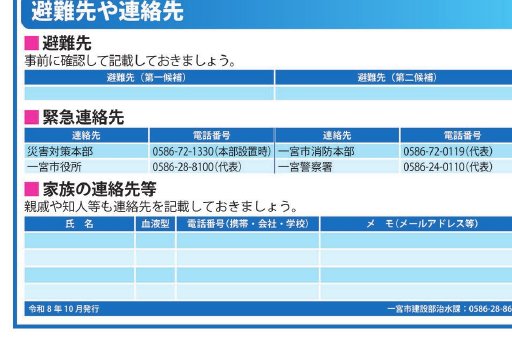 避難先や連絡先
■避難先
事前に確認して記載しておきましょう。
避難先（第一候補） 避難先（第二候補）
■緊急連絡先
連絡先 電話番号 連絡先 電話番号
災害対策本部 0586-72-1330(本部設置時) 一宮市消防本部 0586-72-0119(代表)
一宮市役所 0586-28-8100(代表) 一宮警察署 0586-24-0110(代表)
■家族の連絡先等
親戚や知人等も連絡先を記載しておきましょう。
氏 名 血液型 電話番号(携帯・会社・学校) メ モ(メールアドレス等)
令和8年10月発行 一宮市建設部治水課：0586-28-86